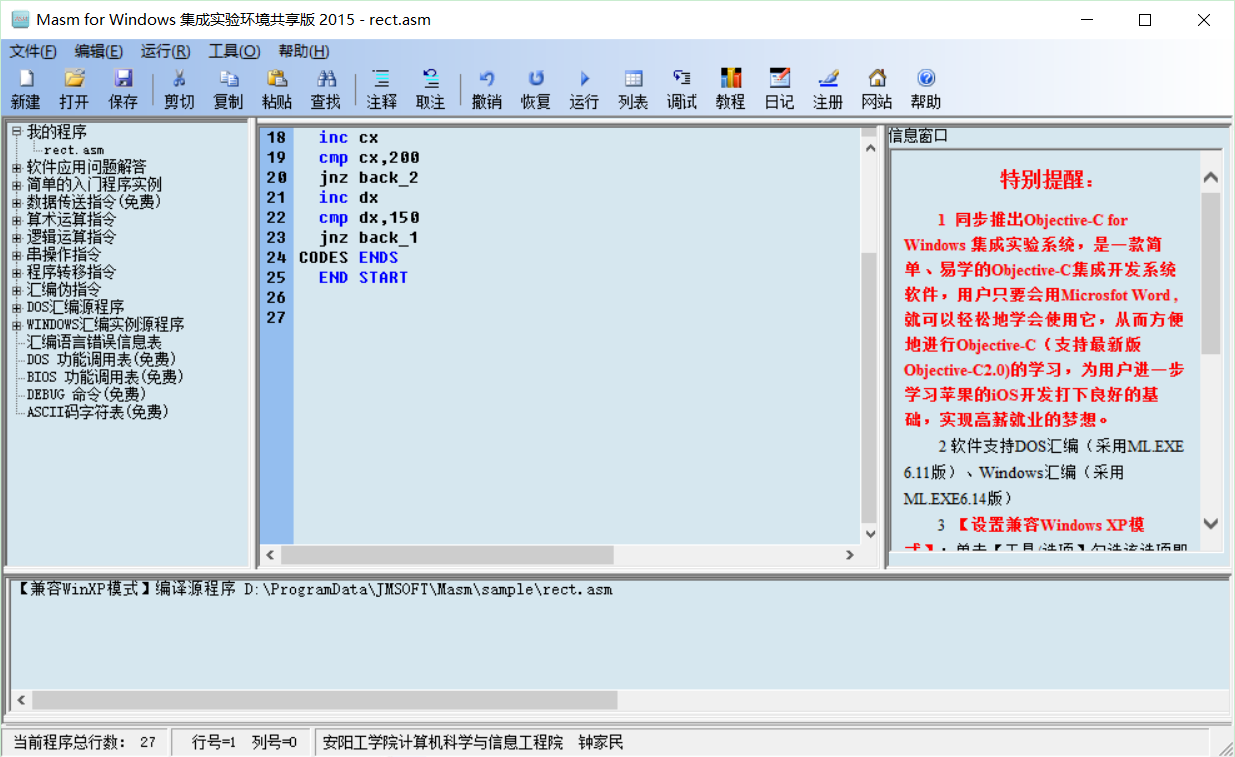 Masm for Windows 集成实验环境共享版 2015 - rect.asm
文件(F) 编辑(E) 运行(R) 工具(O) 帮助(H)
新建 打开 保存 剪切 复制 粘贴 查找 注释 取注 撤销 恢复 运行 列表 调试 教程 日记 注册 网站 帮助
我的程序
rect.asm
软件应用问题解答
简单的入门程序实例
数据传送指令(免费)
算术运算指令
逻辑运算指令
串操作指令
程序转移指令
汇编伪指令
DOS汇编源程序
WINDOWS汇编实例源程序
汇编语言错误信息表
DOS 功能调用表(免费)
BIOS 功能调用表(免费)
DEBUG 命令(免费)
ASCII码字符表(免费)
18 inc cx
19 cmp cx,200
20 jnz back_2
21 inc dx
22 cmp dx,150
23 jnz back_1
24 CODES ENDS
25 END START
26
27
信息窗口
特别提醒：
1 同步推出Objective-C for
Windows 集成实验系统，是一款简
单、易学的Objective-C集成开发系统
软件，用户只要会用Microsfot Word ,
就可以轻松地学会使用它，从而方便
地进行Objective-C（支持最新版
Objective-C2.0)的学习，为用户进一步
学习苹果的iOS开发打下良好的基
础，实现高薪就业的梦想。
2 软件支持DOS汇编（采用ML.EXE
6.11版）、Windows汇编（采用
ML.EXE6.14版）
3 【设置兼容Windows XP模
式】：单击【工具/选项】勾选该选项即
【兼容WinXP模式】编译源程序 D:\ProgramData\JMSOFT\Masm\sample\rect.asm
当前程序总行数： 27 行号=1 列号=0 安阳工学院计算机科学与信息工程院 钟家民